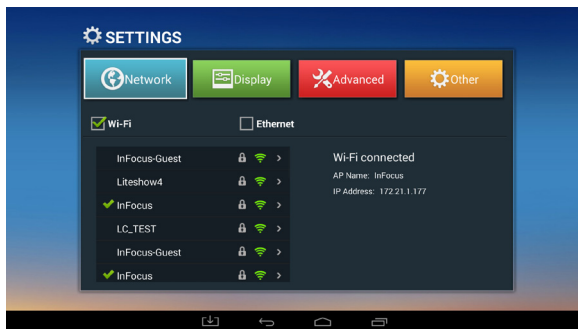 SETTINGS
Network Display Advanced Other
Wi-Fi Ethernet
InFocus-Guest
Liteshow4
InFocus
LC_TEST
InFocus-Guest
InFocus
Wi-Fi connected
AP Name: InFocus
IP Address: 172.21.1.177